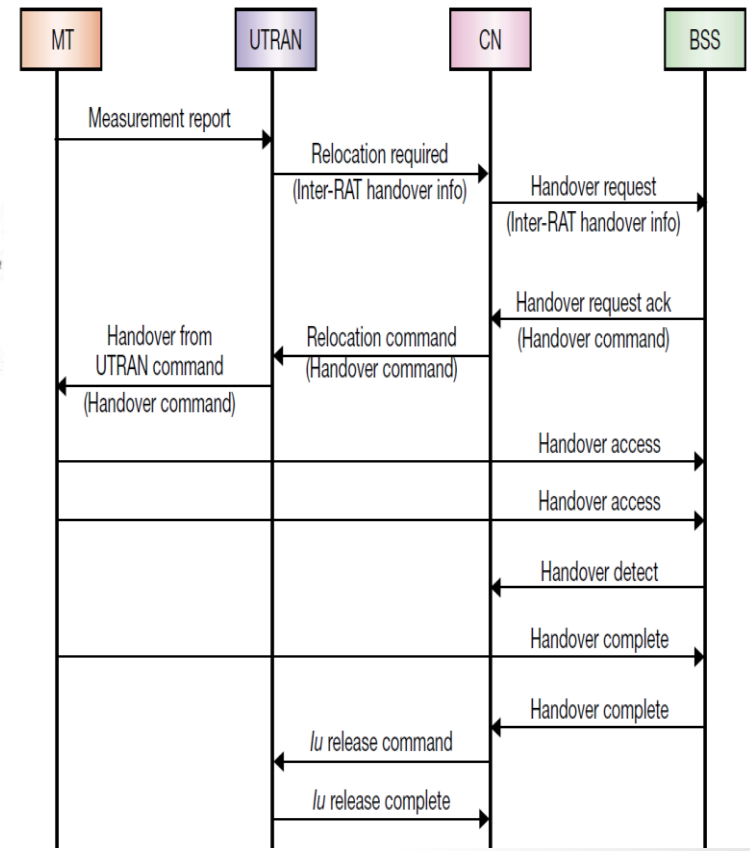 MT
UTRAN
CN
BSS
Measurement report
Relocation required
(Inter-RAT handover info)
Handover request
(Inter-RAT handover info)
Handover request ack
(Handover command)
Relocation command
(Handover command)
Handover from
UTRAN command
(Handover command)
Handover access
Handover access
Handover detect
Handover complete
Handover complete
Iu release command
Iu release complete